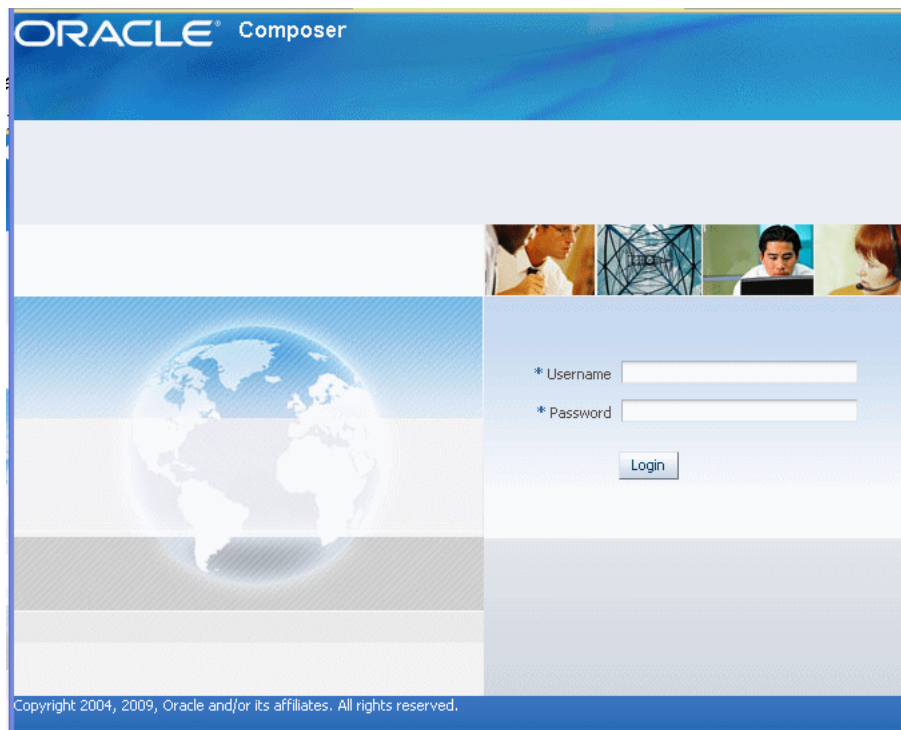 ORACLE® Composer
* Username
* Password
Login
Copyright 2004, 2009, Oracle and/or its affiliates. All rights reserved.